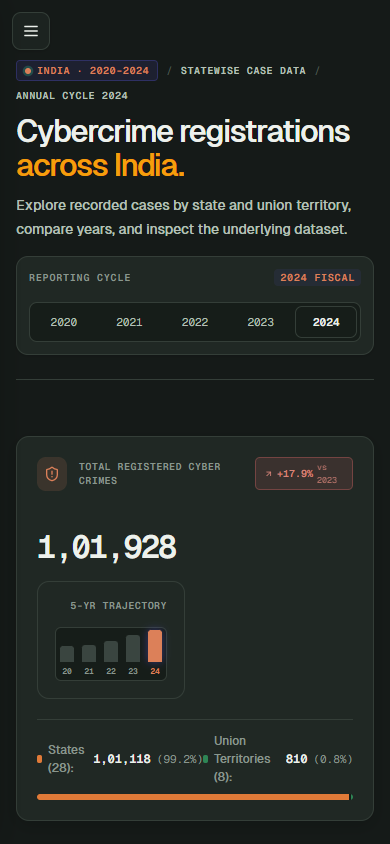 INDIA · 2020–2024 / STATEWISE CASE DATA /
ANNUAL CYCLE 2024
Cybercrime registrations
across India.
Explore recorded cases by state and union territory,
compare years, and inspect the underlying dataset.
REPORTING CYCLE 2024 FISCAL
2020 2021 2022 2023 2024
TOTAL REGISTERED CYBER
CRIMES
+17.9% vs
2023
1,01,928
5-YR TRAJECTORY
20 21 22 23 24
States
(28):
1,01,118 (99.2%)
Union
Territories
(8):
810 (0.8%)